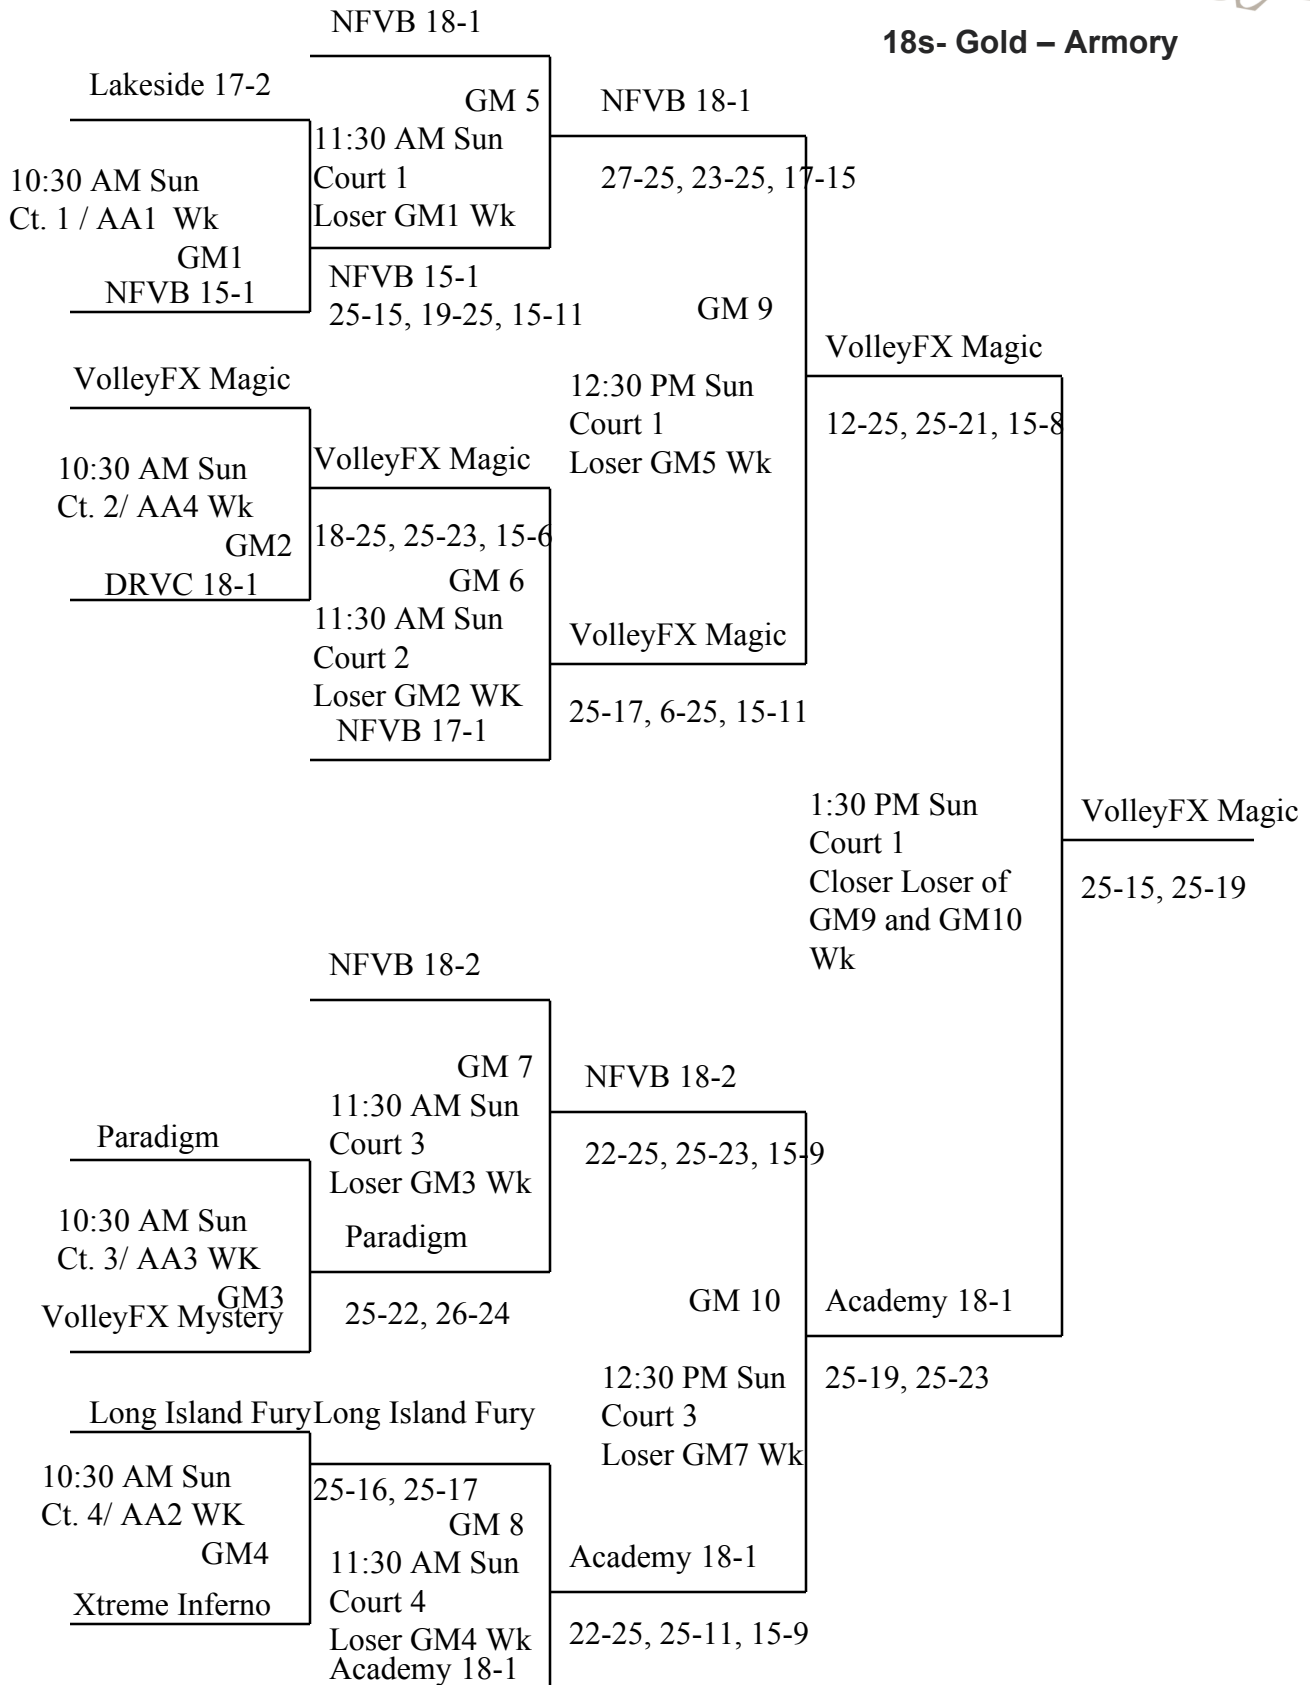 NFVB 18-1
18s- Gold – Armory
Lakeside 17-2
GM 5
NFVB 18-1
11:30 AM Sun
Court 1
Loser GM1 Wk
27-25, 23-25, 17-15
10:30 AM Sun
Ct. 1 / AA1 Wk
GM1
NFVB 15-1
NFVB 15-1
25-15, 19-25, 15-11
GM 9
VolleyFX Magic
VolleyFX Magic
12:30 PM Sun
Court 1
Loser GM5 Wk
12-25, 25-21, 15-8
10:30 AM Sun
Ct. 2/ AA4 Wk
GM2
DRVC 18-1
VolleyFX Magic
18-25, 25-23, 15-6
GM 6
11:30 AM Sun
Court 2
Loser GM2 WK
NFVB 17-1
VolleyFX Magic
25-17, 6-25, 15-11
1:30 PM Sun
Court 1
Closer Loser of
GM9 and GM10
Wk
VolleyFX Magic
25-15, 25-19
NFVB 18-2
GM 7
11:30 AM Sun
Court 3
Loser GM3 Wk
NFVB 18-2
22-25, 25-23, 15-9
Paradigm
10:30 AM Sun
Ct. 3/ AA3 WK
GM3
VolleyFX Mystery
Paradigm
25-22, 26-24
GM 10
Academy 18-1
12:30 PM Sun
Court 3
Loser GM7 Wk
25-19, 25-23
Long Island Fury
Long Island Fury
10:30 AM Sun
Ct. 4/ AA2 WK
GM4
Xtreme Inferno
25-16, 25-17
GM 8
11:30 AM Sun
Court 4
Loser GM4 Wk
Academy 18-1
Academy 18-1
22-25, 25-11, 15-9